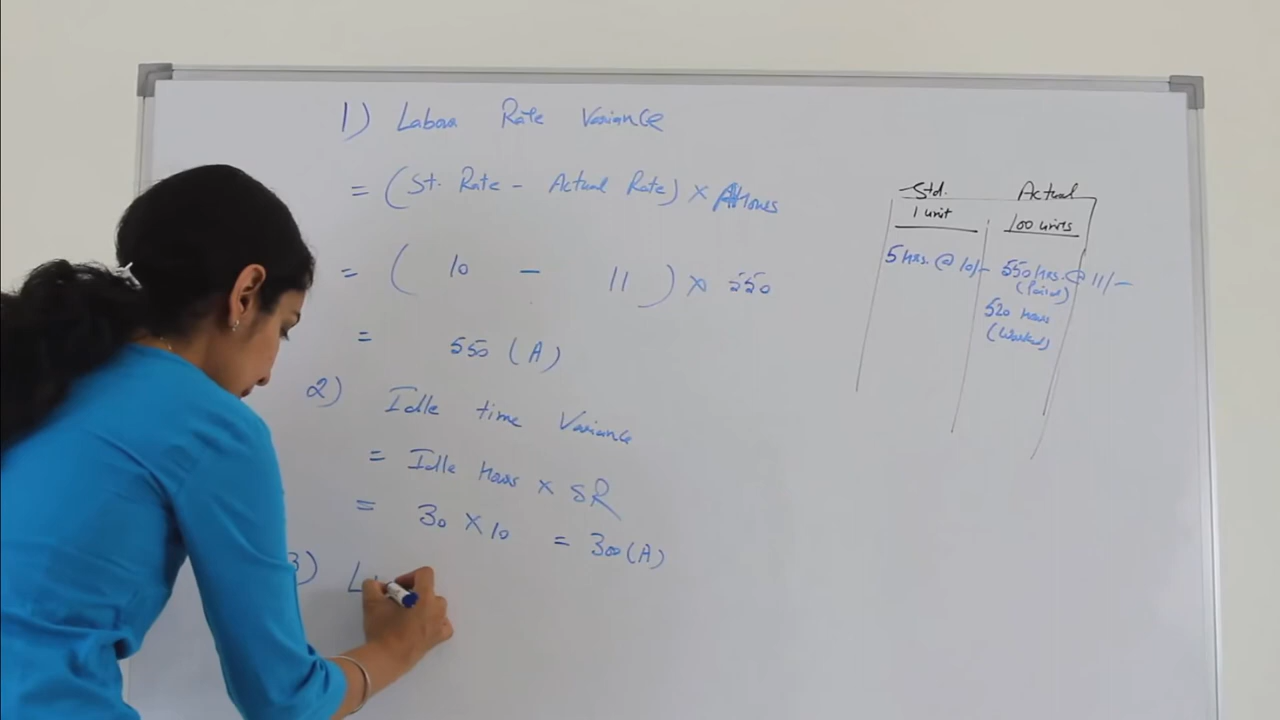 1) Labour Rate Variance
= (St. Rate - Actual Rate) × AHours
= ( 10 - 11 ) × 550
= 550 (A)
2) Idle time Variance
= Idle Hours × SR
= 30 × 10 = 300 (A)
3) L
Std. Actual
1 unit 100 units
5 Hrs. @ 10/- 550 hrs. @ 11/-
(Paid)
520 Hours
(Worked)